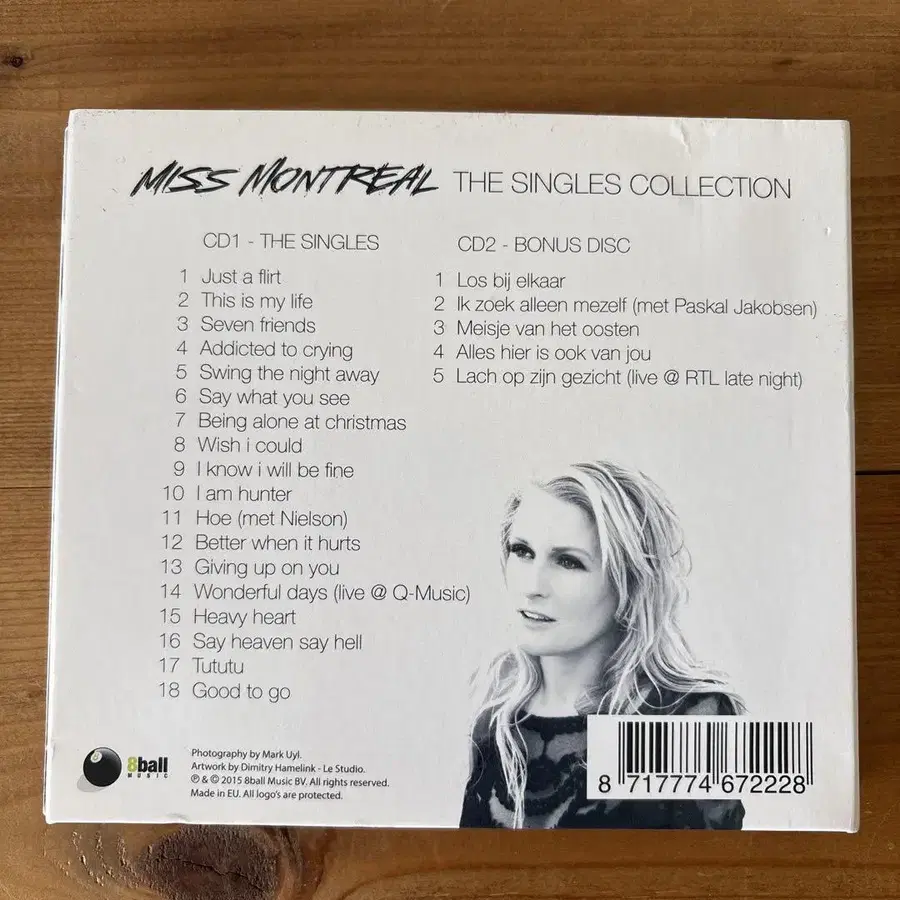 MISS MONTREAL THE SINGLES COLLECTION
CD1 - THE SINGLES
1 Just a flirt
2 This is my life
3 Seven friends
4 Addicted to crying
5 Swing the night away
6 Say what you see
7 Being alone at christmas
8 Wish i could
9 I know i will be fine
10 I am hunter
11 Hoe (met Nielson)
12 Better when it hurts
13 Giving up on you
14 Wonderful days (live @ Q-Music)
15 Heavy heart
16 Say heaven say hell
17 Tututu
18 Good to go
CD2 - BONUS DISC
1 Los bij elkaar
2 Ik zoek alleen mezelf (met Paskal Jakobsen)
3 Meisje van het oosten
4 Alles hier is ook van jou
5 Lach op zijn gezicht (live @ RTL late night)
8ball
MUSIC
Photography by Mark Uyl.
Artwork by Dimitry Hamelink - Le Studio.
℗ & © 2015 8ball Music BV. All rights reserved.
Made in EU. All logo's are protected.
8 717774 672228